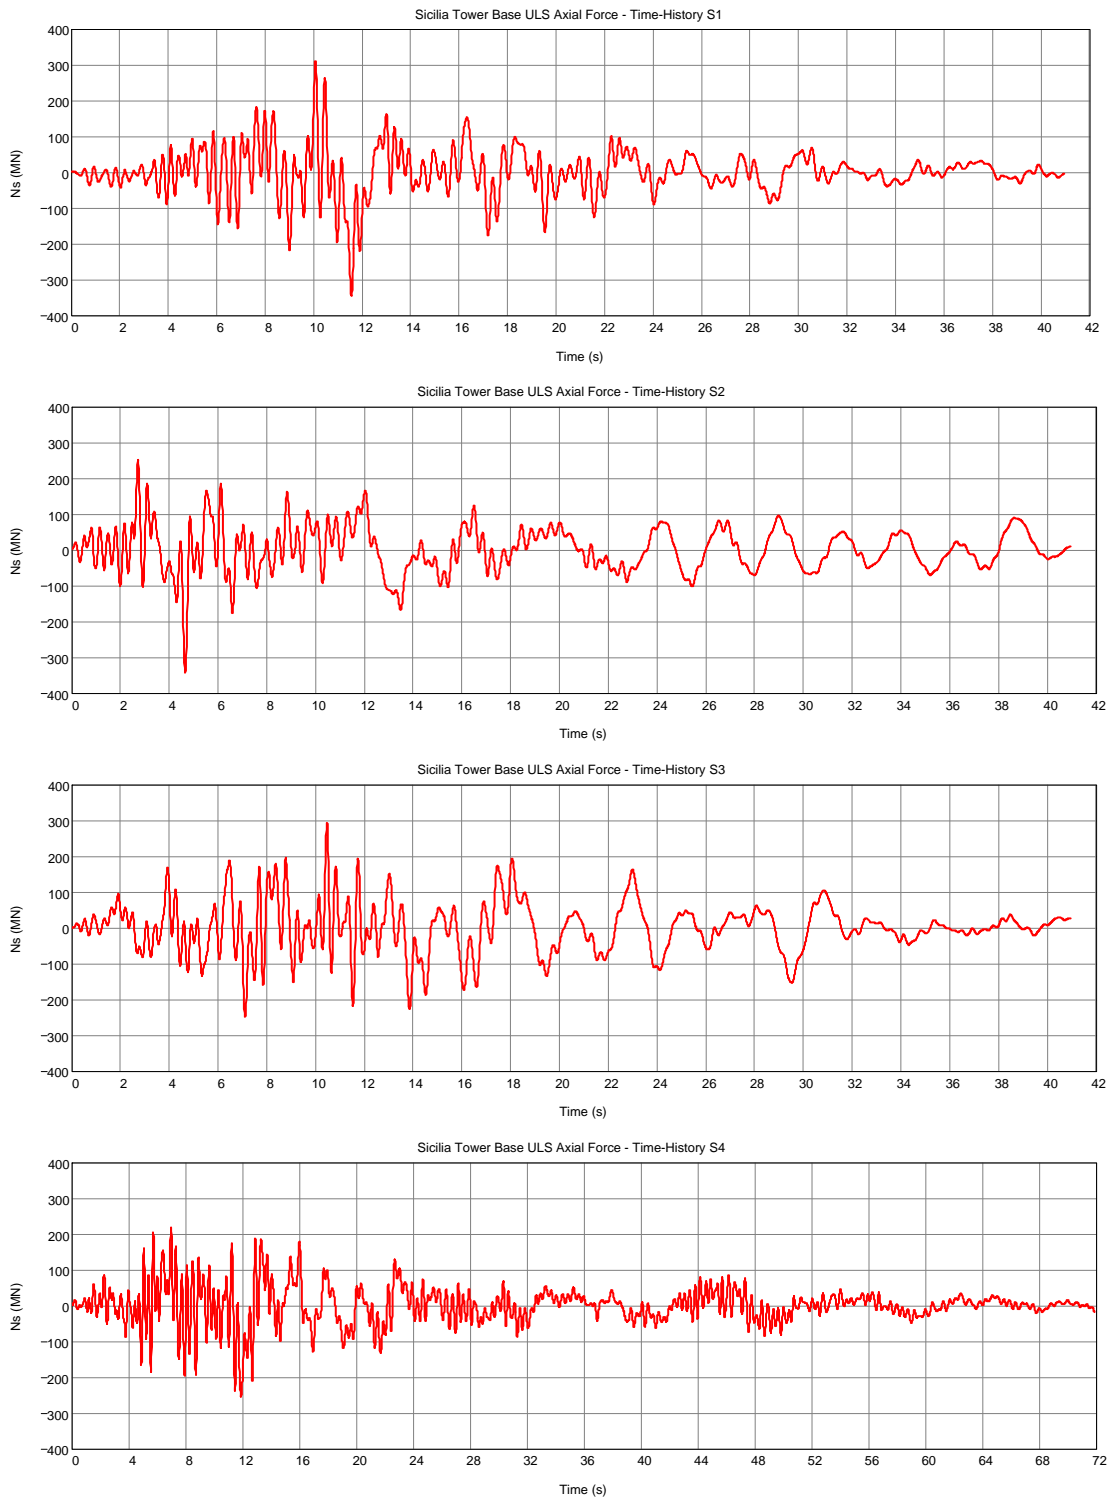 Sicilia Tower Base ULS Axial Force - Time-History S1
400
300
200
100
0
−100
−200
−300
−400
Ns (MN)
0 2 4 6 8 10 12 14 16 18 20 22 24 26 28 30 32 34 36 38 40 42
Time (s)
Sicilia Tower Base ULS Axial Force - Time-History S2
400
300
200
100
0
−100
−200
−300
−400
Ns (MN)
0 2 4 6 8 10 12 14 16 18 20 22 24 26 28 30 32 34 36 38 40 42
Time (s)
Sicilia Tower Base ULS Axial Force - Time-History S3
400
300
200
100
0
−100
−200
−300
−400
Ns (MN)
0 2 4 6 8 10 12 14 16 18 20 22 24 26 28 30 32 34 36 38 40 42
Time (s)
Sicilia Tower Base ULS Axial Force - Time-History S4
400
300
200
100
0
−100
−200
−300
−400
Ns (MN)
0 4 8 12 16 20 24 28 32 36 40 44 48 52 56 60 64 68 72
Time (s)